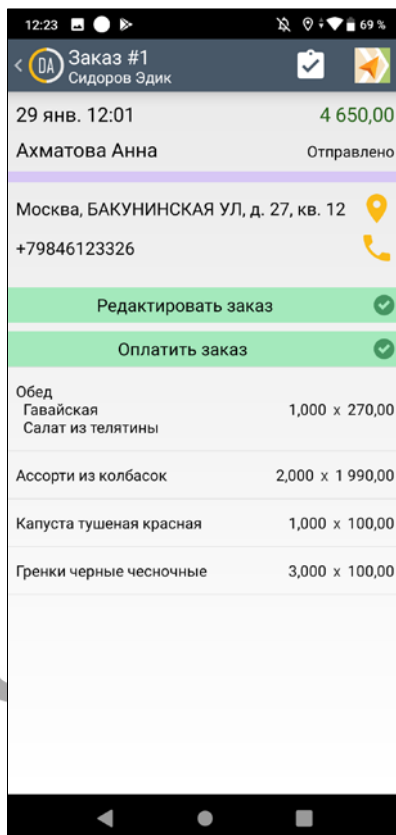 12:23 69 %
DA Заказ #1
Сидоров Эдик
29 янв. 12:01 4 650,00
Ахматова Анна Отправлено
Москва, БАКУНИНСКАЯ УЛ, д. 27, кв. 12
+79846123326
Редактировать заказ
Оплатить заказ
Обед
Гавайская 1,000 x 270,00
Салат из телятины
Ассорти из колбасок 2,000 x 1 990,00
Капуста тушеная красная 1,000 x 100,00
Гренки черные чесночные 3,000 x 100,00